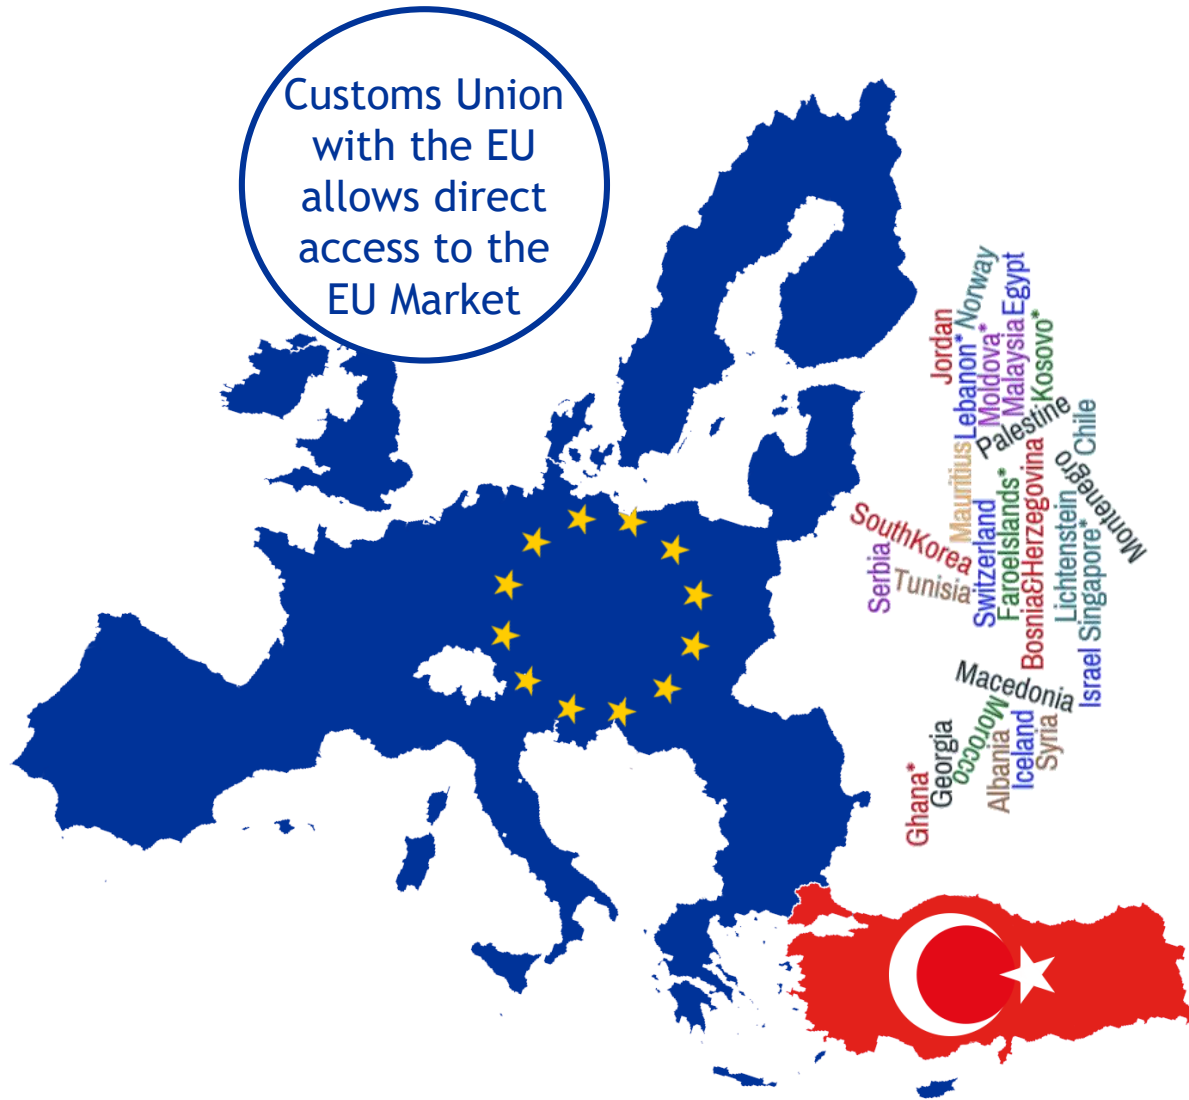 Customs Union
with the EU
allows direct
access to the
EU Market
Norway
Egypt
Jordan
Lebanon*
Moldova*
Malaysia
Kosovo*
Palestine
Chile
Mauritius
Montenegro
SouthKorea
Serbia
Tunisia
Switzerland
FaroeIslands*
Bosnia&Herzegovina
Lichtenstein
Singapore*
Israel
Macedonia
Morocco
Georgia
Ghana*
Albania
Iceland
Syria